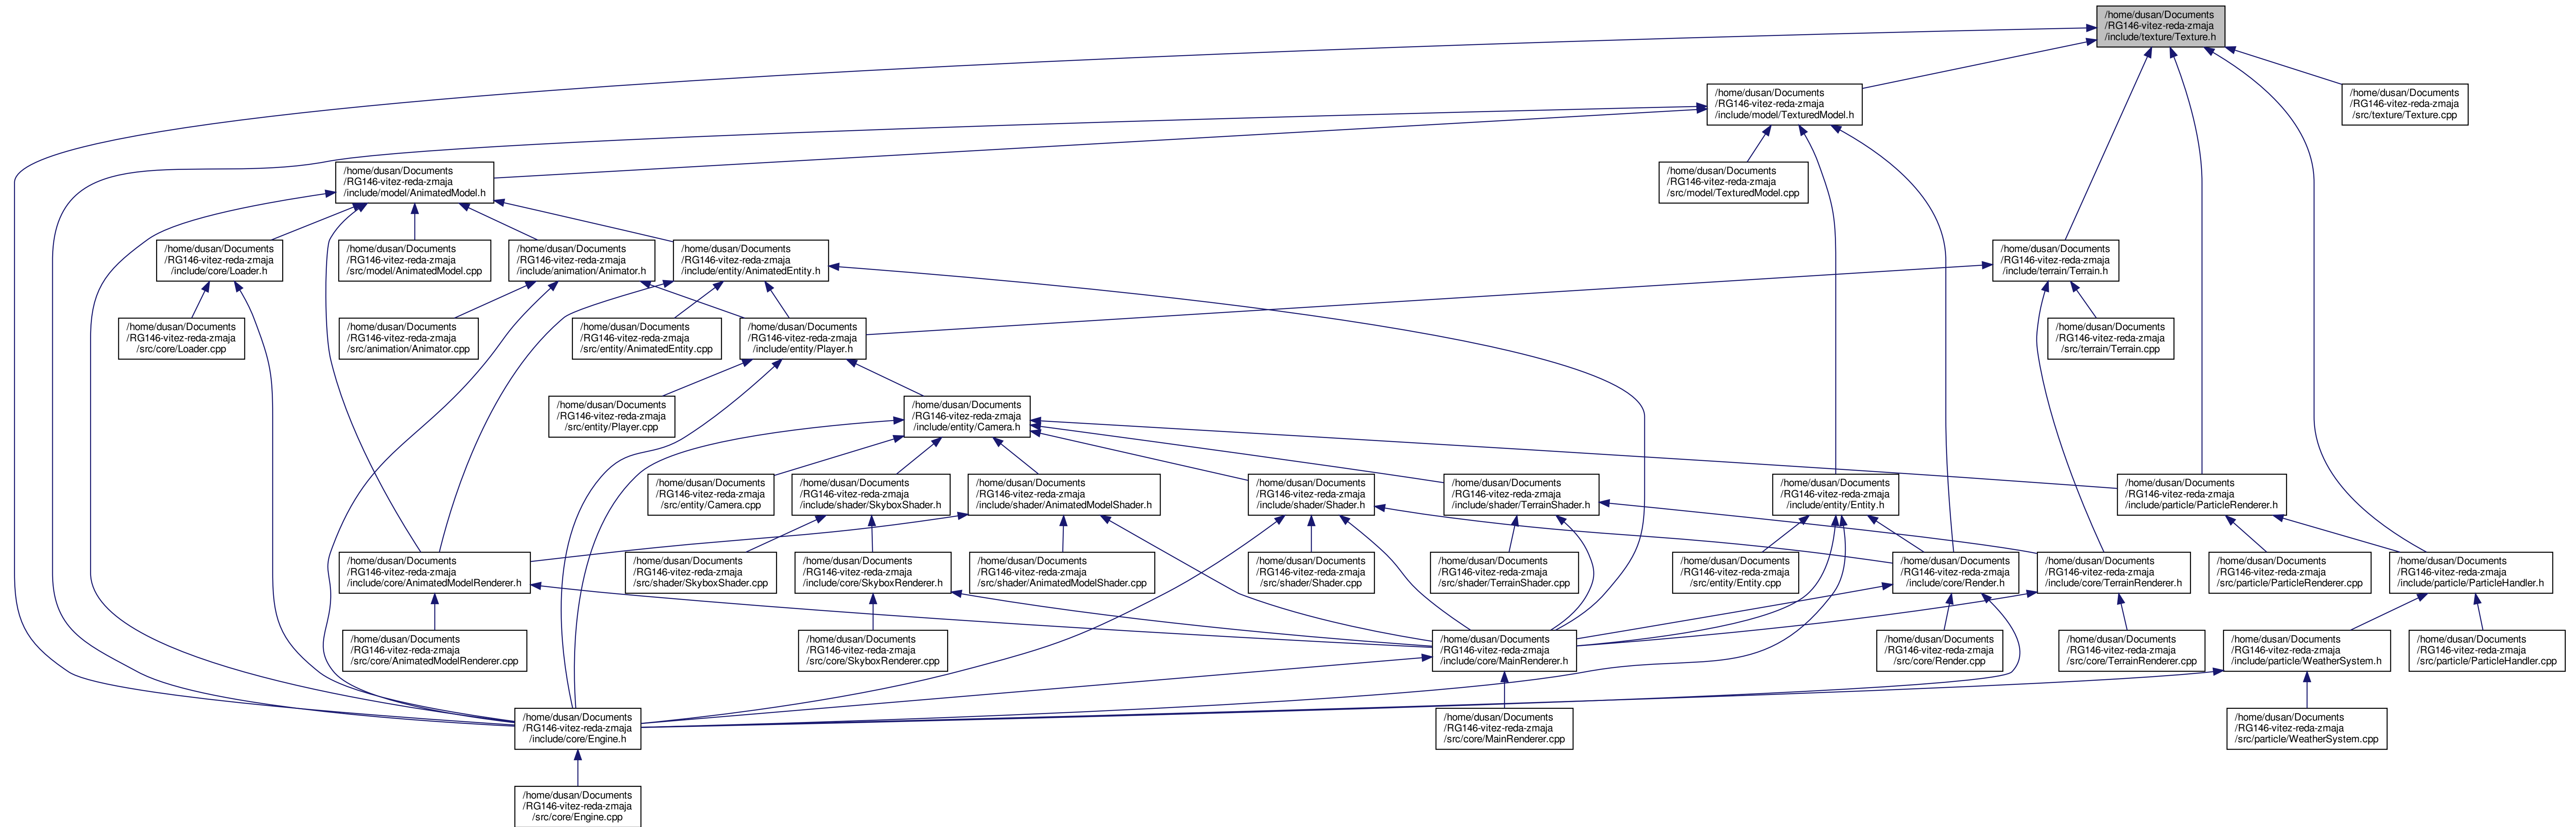 /home/dusan/Documents
/RG146-vitez-reda-zmaja
/include/texture/Texture.h
/home/dusan/Documents
/RG146-vitez-reda-zmaja
/include/model/TexturedModel.h
/home/dusan/Documents
/RG146-vitez-reda-zmaja
/src/texture/Texture.cpp
/home/dusan/Documents
/RG146-vitez-reda-zmaja
/include/model/AnimatedModel.h
/home/dusan/Documents
/RG146-vitez-reda-zmaja
/src/model/TexturedModel.cpp
/home/dusan/Documents
/RG146-vitez-reda-zmaja
/include/core/Loader.h
/home/dusan/Documents
/RG146-vitez-reda-zmaja
/src/model/AnimatedModel.cpp
/home/dusan/Documents
/RG146-vitez-reda-zmaja
/include/animation/Animator.h
/home/dusan/Documents
/RG146-vitez-reda-zmaja
/include/entity/AnimatedEntity.h
/home/dusan/Documents
/RG146-vitez-reda-zmaja
/include/terrain/Terrain.h
/home/dusan/Documents
/RG146-vitez-reda-zmaja
/src/core/Loader.cpp
/home/dusan/Documents
/RG146-vitez-reda-zmaja
/src/animation/Animator.cpp
/home/dusan/Documents
/RG146-vitez-reda-zmaja
/src/entity/AnimatedEntity.cpp
/home/dusan/Documents
/RG146-vitez-reda-zmaja
/include/entity/Player.h
/home/dusan/Documents
/RG146-vitez-reda-zmaja
/src/terrain/Terrain.cpp
/home/dusan/Documents
/RG146-vitez-reda-zmaja
/src/entity/Player.cpp
/home/dusan/Documents
/RG146-vitez-reda-zmaja
/include/entity/Camera.h
/home/dusan/Documents
/RG146-vitez-reda-zmaja
/src/entity/Camera.cpp
/home/dusan/Documents
/RG146-vitez-reda-zmaja
/include/shader/SkyboxShader.h
/home/dusan/Documents
/RG146-vitez-reda-zmaja
/include/shader/AnimatedModelShader.h
/home/dusan/Documents
/RG146-vitez-reda-zmaja
/include/shader/Shader.h
/home/dusan/Documents
/RG146-vitez-reda-zmaja
/include/shader/TerrainShader.h
/home/dusan/Documents
/RG146-vitez-reda-zmaja
/include/entity/Entity.h
/home/dusan/Documents
/RG146-vitez-reda-zmaja
/include/particle/ParticleRenderer.h
/home/dusan/Documents
/RG146-vitez-reda-zmaja
/include/core/AnimatedModelRenderer.h
/home/dusan/Documents
/RG146-vitez-reda-zmaja
/src/shader/SkyboxShader.cpp
/home/dusan/Documents
/RG146-vitez-reda-zmaja
/include/core/SkyboxRenderer.h
/home/dusan/Documents
/RG146-vitez-reda-zmaja
/src/shader/AnimatedModelShader.cpp
/home/dusan/Documents
/RG146-vitez-reda-zmaja
/src/shader/Shader.cpp
/home/dusan/Documents
/RG146-vitez-reda-zmaja
/src/shader/TerrainShader.cpp
/home/dusan/Documents
/RG146-vitez-reda-zmaja
/src/entity/Entity.cpp
/home/dusan/Documents
/RG146-vitez-reda-zmaja
/include/core/Render.h
/home/dusan/Documents
/RG146-vitez-reda-zmaja
/include/core/TerrainRenderer.h
/home/dusan/Documents
/RG146-vitez-reda-zmaja
/src/particle/ParticleRenderer.cpp
/home/dusan/Documents
/RG146-vitez-reda-zmaja
/include/particle/ParticleHandler.h
/home/dusan/Documents
/RG146-vitez-reda-zmaja
/src/core/AnimatedModelRenderer.cpp
/home/dusan/Documents
/RG146-vitez-reda-zmaja
/src/core/SkyboxRenderer.cpp
/home/dusan/Documents
/RG146-vitez-reda-zmaja
/include/core/MainRenderer.h
/home/dusan/Documents
/RG146-vitez-reda-zmaja
/src/core/Render.cpp
/home/dusan/Documents
/RG146-vitez-reda-zmaja
/src/core/TerrainRenderer.cpp
/home/dusan/Documents
/RG146-vitez-reda-zmaja
/include/particle/WeatherSystem.h
/home/dusan/Documents
/RG146-vitez-reda-zmaja
/src/particle/ParticleHandler.cpp
/home/dusan/Documents
/RG146-vitez-reda-zmaja
/include/core/Engine.h
/home/dusan/Documents
/RG146-vitez-reda-zmaja
/src/core/MainRenderer.cpp
/home/dusan/Documents
/RG146-vitez-reda-zmaja
/src/particle/WeatherSystem.cpp
/home/dusan/Documents
/RG146-vitez-reda-zmaja
/src/core/Engine.cpp